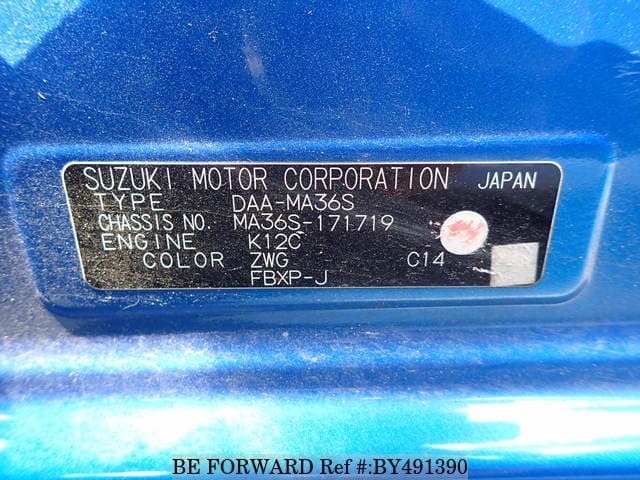 SUZUKI MOTOR CORPORATION JAPAN
TYPE DAA-MA36S
CHASSIS NO. MA36S-171719
ENGINE K12C
COLOR ZWG C14
FBXP-J
BE FORWARD Ref #:BY491390